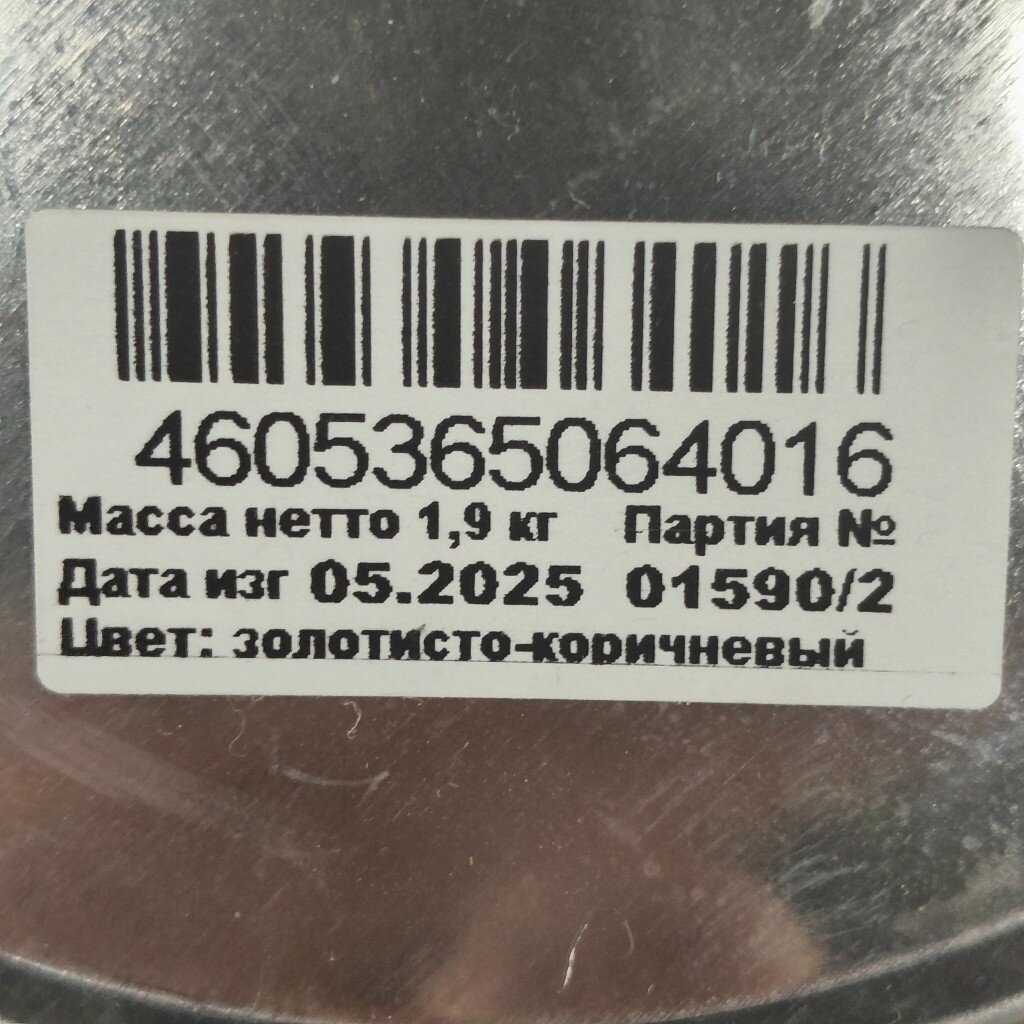 4605365064016
Масса нетто 1,9 кг Партия №
Дата изг 05.2025 01590/2
Цвет: золотисто-коричневый